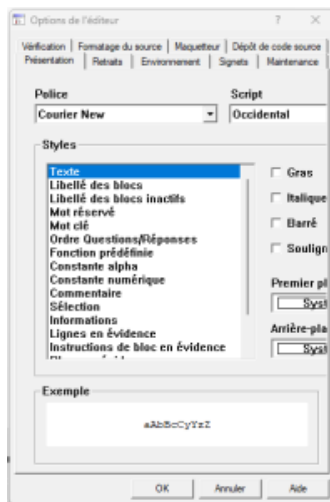 Options de l'éditeur
Vérification Formatage du source Maquetteur Dépôt de code source
Présentation Retraits Environnement Signets Maintenance
Police Script
Courier New Occidental
Styles
Texte
Libellé des blocs
Libellé des blocs inactifs
Mot réservé
Mot clé
Ordre Questions/Réponses
Fonction prédéfinie
Constante alpha
Constante numérique
Commentaire
Sélection
Informations
Lignes en évidence
Instructions de bloc en évidence
Gras
Italique
Barré
Soulign
Premier pl
Syst
Arrière-pla
Syst
Exemple
aAbBcCyYzZ
OK Annuler Aide